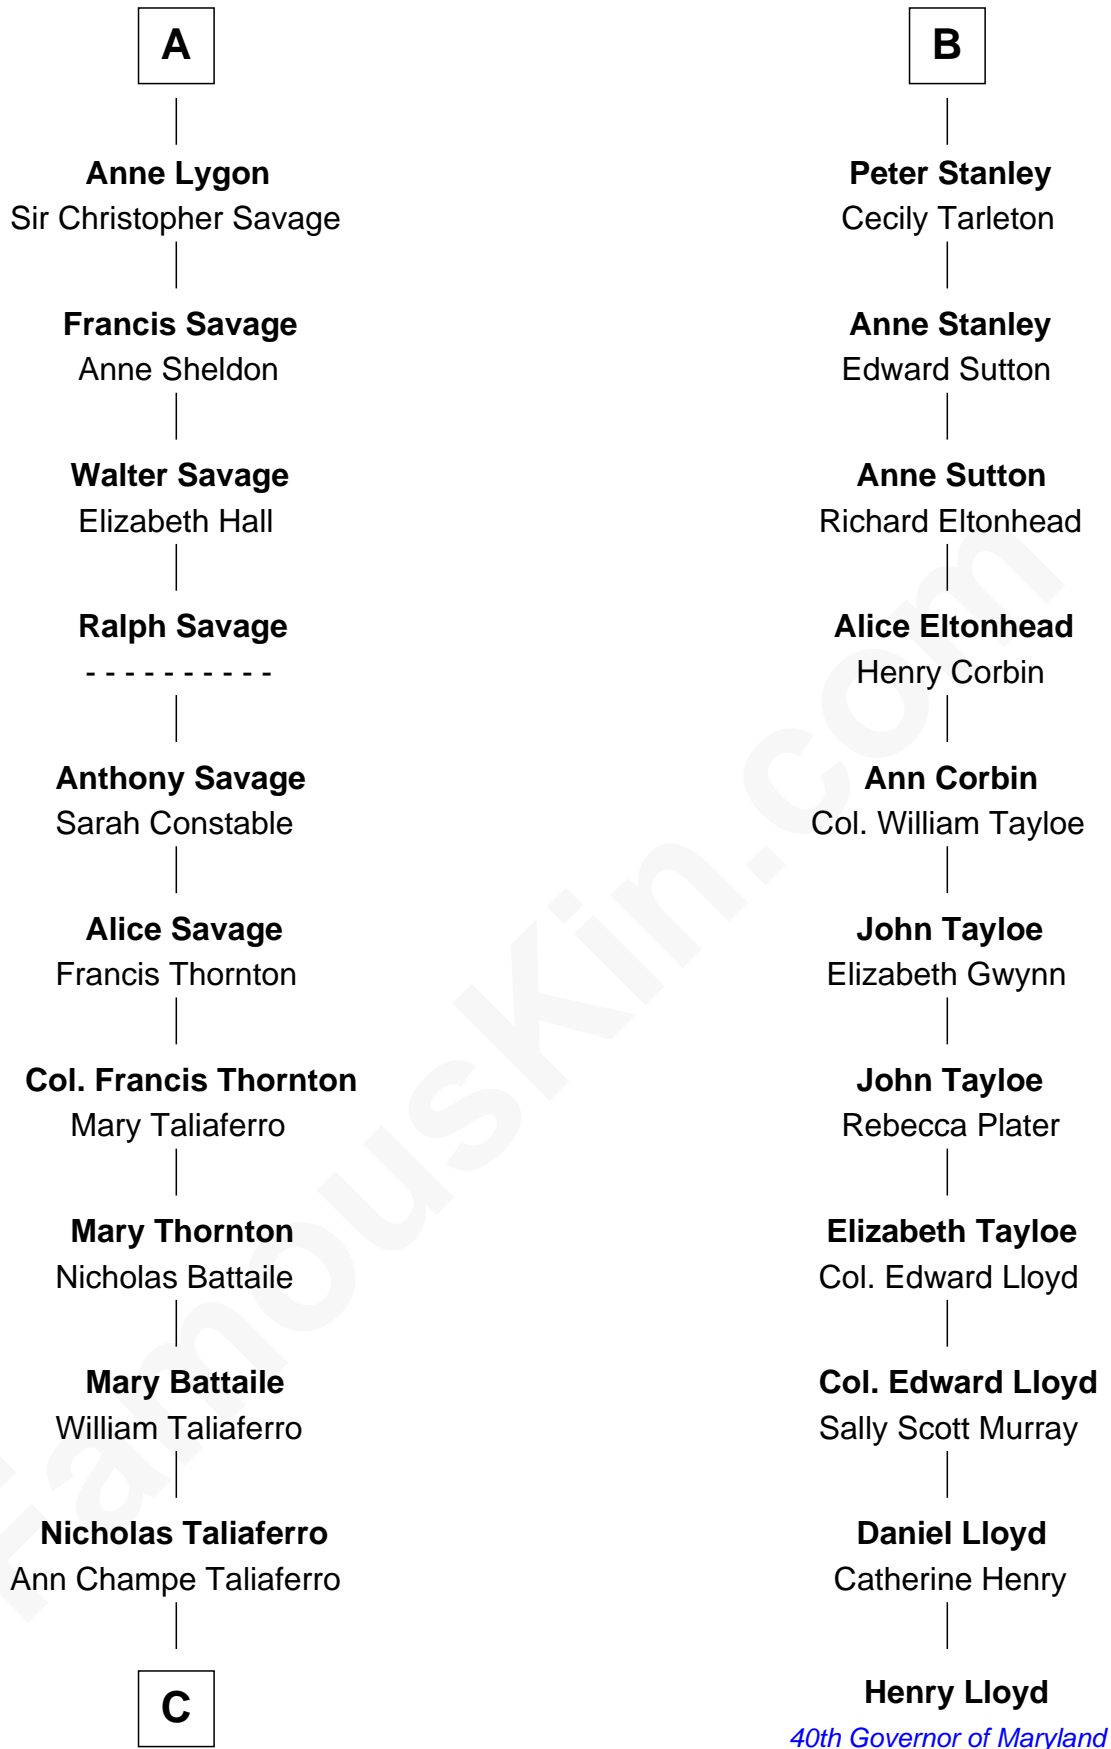 A
Anne Lygon
Sir Christopher Savage
Francis Savage
Anne Sheldon
Walter Savage
Elizabeth Hall
Ralph Savage
- - - - - - - - - -
Anthony Savage
Sarah Constable
Alice Savage
Francis Thornton
Col. Francis Thornton
Mary Taliaferro
Mary Thornton
Nicholas Battaile
Mary Battaile
William Taliaferro
Nicholas Taliaferro
Ann Champe Taliaferro
C
B
Peter Stanley
Cecily Tarleton
Anne Stanley
Edward Sutton
Anne Sutton
Richard Eltonhead
Alice Eltonhead
Henry Corbin
Ann Corbin
Col. William Tayloe
John Tayloe
Elizabeth Gwynn
John Tayloe
Rebecca Plater
Elizabeth Tayloe
Col. Edward Lloyd
Col. Edward Lloyd
Sally Scott Murray
Daniel Lloyd
Catherine Henry
Henry Lloyd
40th Governor of Maryland
FamousKin.com